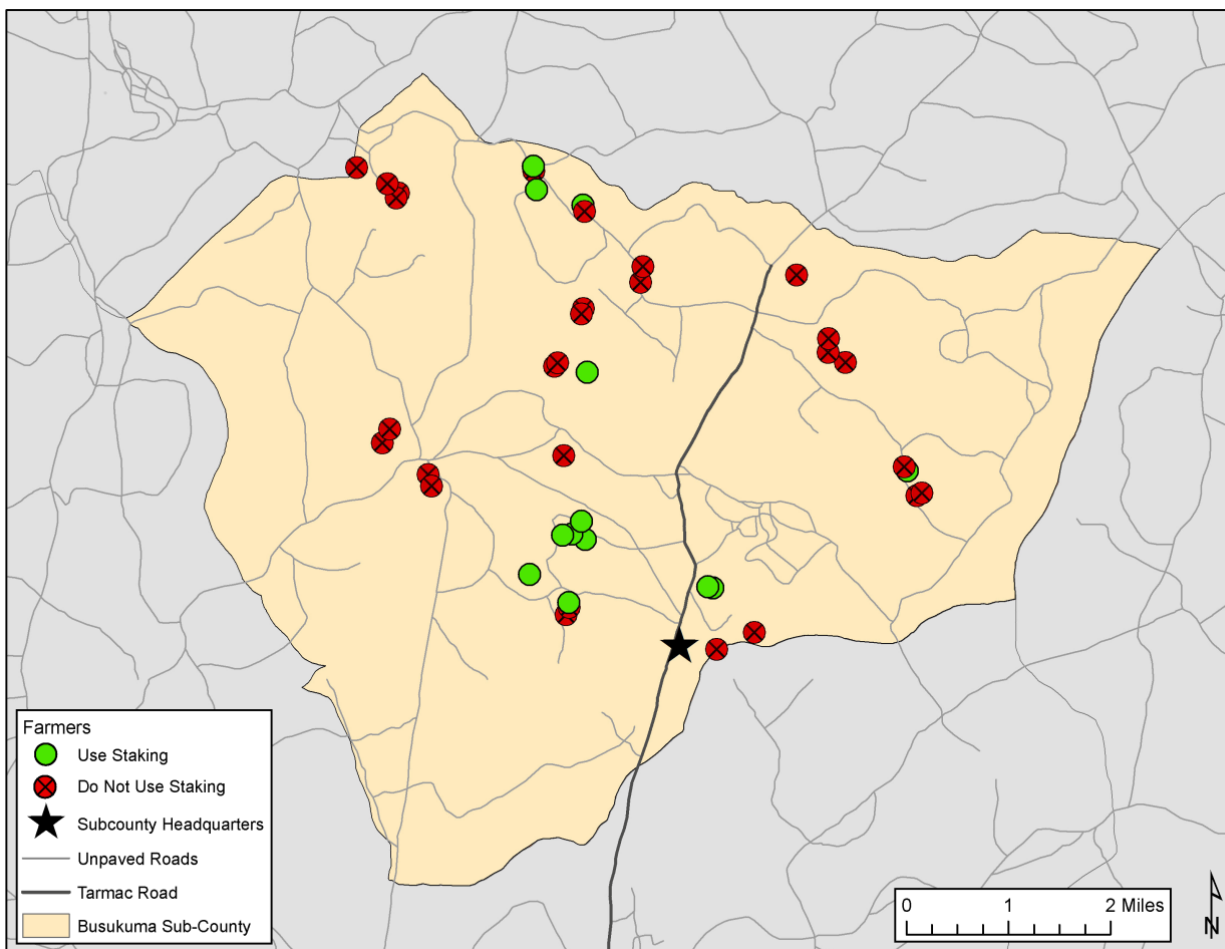 Farmers
Use Staking
Do Not Use Staking
Subcounty Headquarters
Unpaved Roads
Tarmac Road
Busukuma Sub-County
0 1 2 Miles
N